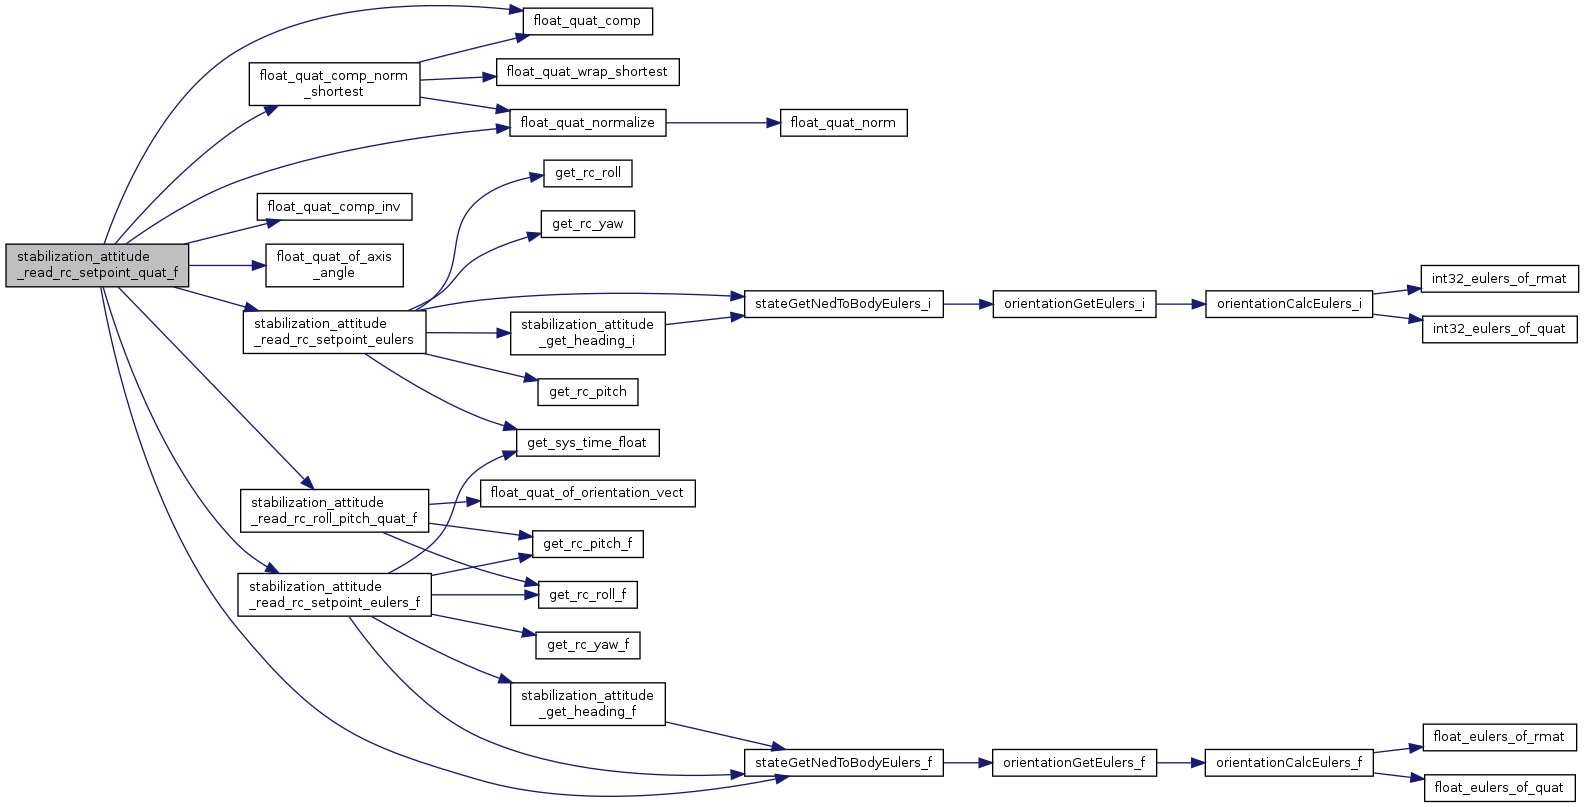 float_quat_comp
float_quat_comp_norm
_shortest
float_quat_wrap_shortest
float_quat_normalize
float_quat_norm
get_rc_roll
float_quat_comp_inv
get_rc_yaw
stabilization_attitude
_read_rc_setpoint_quat_f
float_quat_of_axis
_angle
stabilization_attitude
_read_rc_setpoint_eulers
stateGetNedToBodyEulers_i
orientationGetEulers_i
orientationCalcEulers_i
int32_eulers_of_rmat
int32_eulers_of_quat
stabilization_attitude
_get_heading_i
get_rc_pitch
get_sys_time_float
stabilization_attitude
_read_rc_roll_pitch_quat_f
float_quat_of_orientation_vect
get_rc_pitch_f
stabilization_attitude
_read_rc_setpoint_eulers_f
get_rc_roll_f
get_rc_yaw_f
stabilization_attitude
_get_heading_f
stateGetNedToBodyEulers_f
orientationGetEulers_f
orientationCalcEulers_f
float_eulers_of_rmat
float_eulers_of_quat